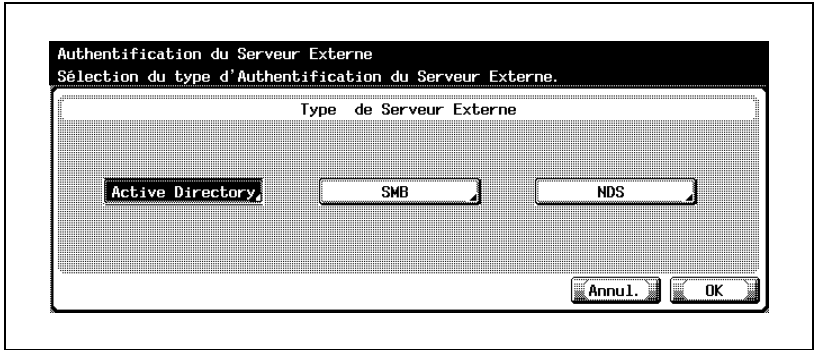 Authentification du Serveur Externe
Sélection du type d'Authentification du Serveur Externe.
Type de Serveur Externe
Active Directory SMB NDS
Annul. OK